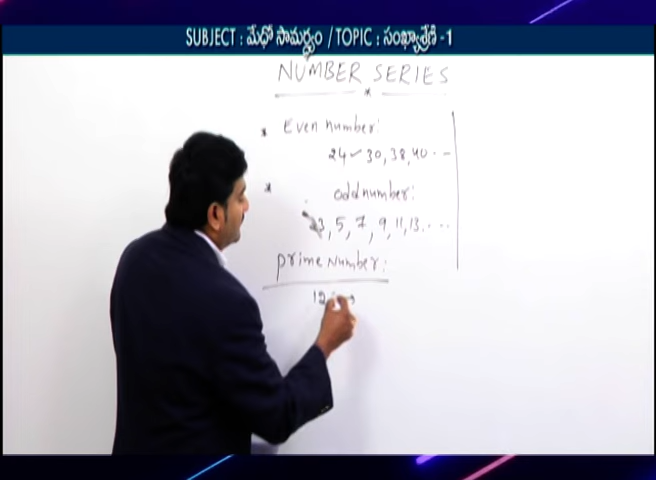 SUBJECT : మేధో సామర్థ్యం / TOPIC : సంఖ్యాశ్రేణి -1
NUMBER SERIES
* Even number:
24 30, 38, 40 . . -
* odd number:
3, 5, 7, 9, 11, 13. . . .
prime Number:
12